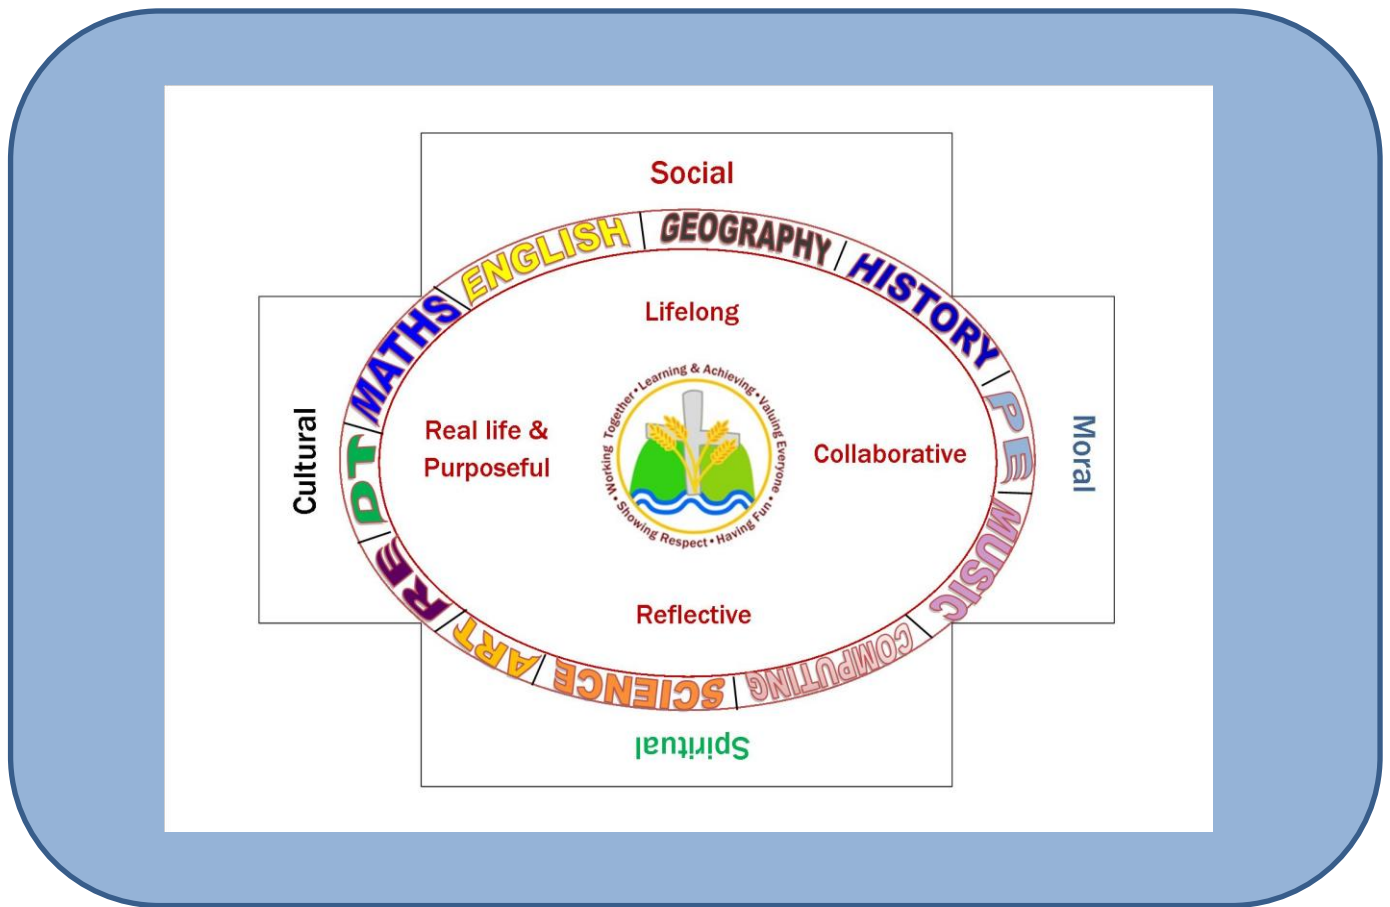 Social
ENGLISH
GEOGRAPHY
HISTORY
PE
MUSIC
COMPUTING
SCIENCE
ART
RE
DT
MATHS
Lifelong
Real life &
Purposeful
Collaborative
Reflective
• Working Together • Learning & Achieving • Valuing Everyone • Having Fun • Showing Respect
Cultural
Moral
Spiritual